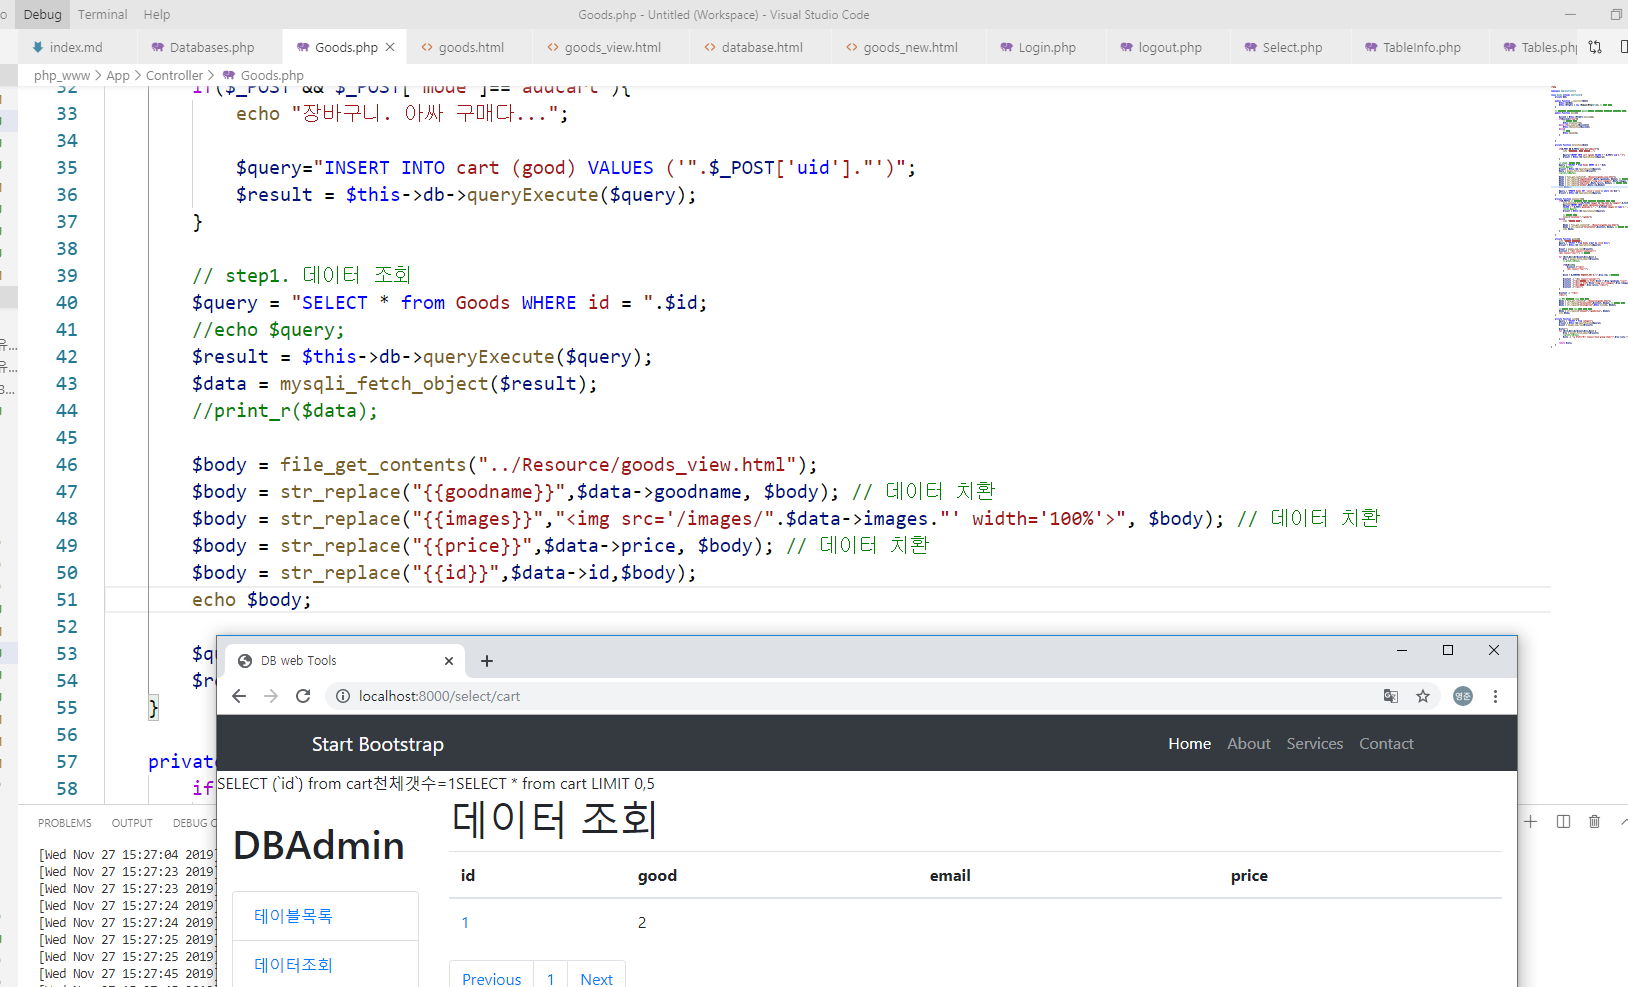 Debug Terminal Help Goods.php - Untitled (Workspace) - Visual Studio Code
index.md Databases.php Goods.php goods.html goods_view.html database.html goods_new.html Login.php logout.php Select.php TableInfo.php Tables.ph
php_www > App > Controller > Goods.php
32 if($_POST && $_POST['mode']=="addcart"){
33 echo "장바구니. 아싸 구매다...";
34
35 $query="INSERT INTO cart (good) VALUES ('".$_POST['uid']."')";
36 $result = $this->db->queryExecute($query);
37 }
38
39 // step1. 데이터 조회
40 $query = "SELECT * from Goods WHERE id = ".$id;
41 //echo $query;
42 $result = $this->db->queryExecute($query);
43 $data = mysqli_fetch_object($result);
44 //print_r($data);
45
46 $body = file_get_contents("../Resource/goods_view.html");
47 $body = str_replace("{{goodname}}",$data->goodname, $body); // 데이터 치환
48 $body = str_replace("{{images}}","<img src='/images/".$data->images."' width='100%'>", $body); // 데이터 치환
49 $body = str_replace("{{price}}",$data->price, $body); // 데이터 치환
50 $body = str_replace("{{id}}",$data->id,$body);
51 echo $body;
52
53 $qu
54 $re
55 }
56
57 privat
58 if
PROBLEMS OUTPUT DEBUG C
[Wed Nov 27 15:27:04 2019]
[Wed Nov 27 15:27:23 2019]
[Wed Nov 27 15:27:23 2019]
[Wed Nov 27 15:27:24 2019]
[Wed Nov 27 15:27:24 2019]
[Wed Nov 27 15:27:25 2019]
[Wed Nov 27 15:27:25 2019]
[Wed Nov 27 15:27:45 2019]
DB web Tools
localhost:8000/select/cart
영준
Start Bootstrap Home About Services Contact
SELECT (`id`) from cart천체갯수=1SELECT * from cart LIMIT 0,5
데이터 조회
DBAdmin
테이블목록
데이터조회
id good email price
1 2
Previous 1 Next